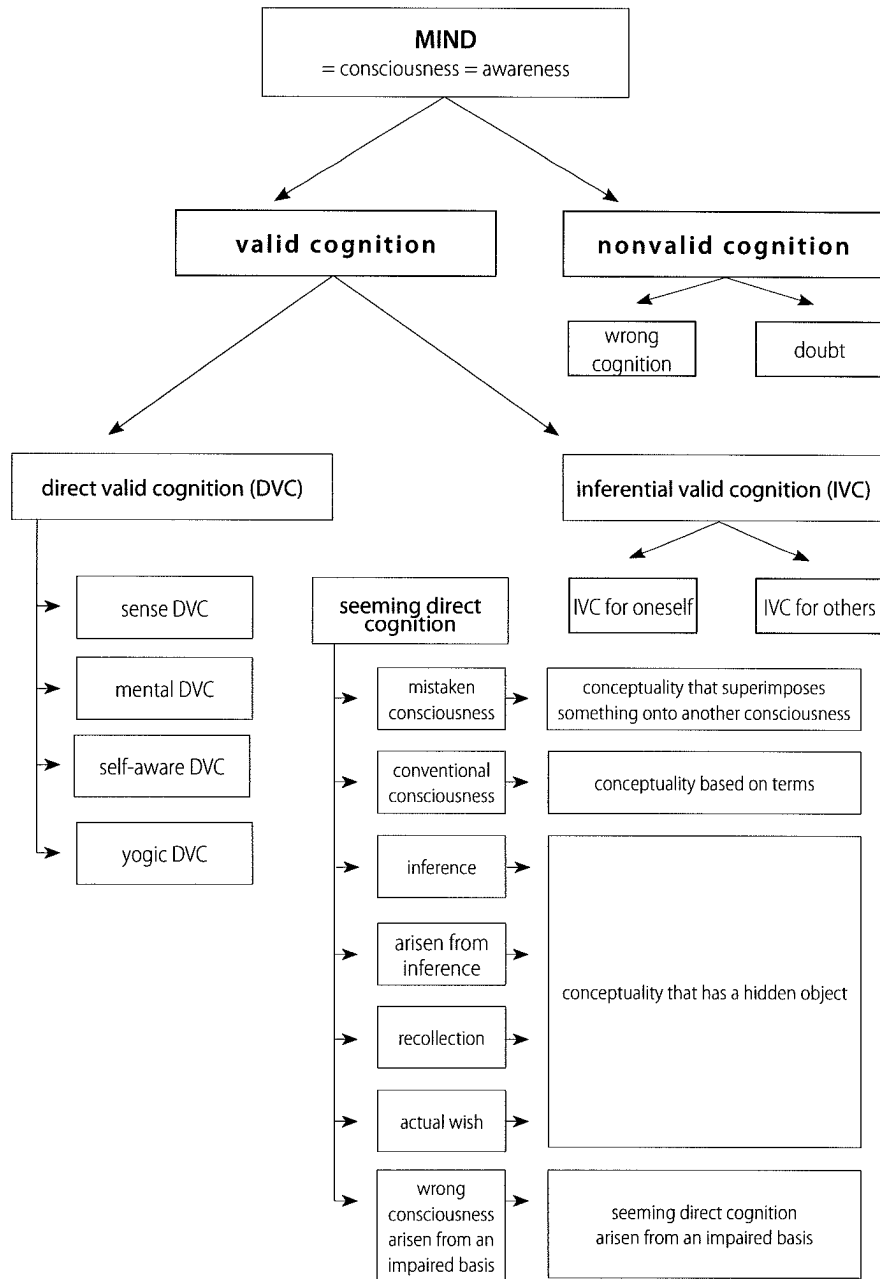 MIND
= consciousness = awareness
valid cognition
nonvalid cognition
wrong
cognition
doubt
direct valid cognition (DVC)
inferential valid cognition (IVC)
sense DVC
mental DVC
self-aware DVC
yogic DVC
IVC for oneself
IVC for others
seeming direct
cognition
mistaken
consciousness
conceptuality that superimposes
something onto another consciousness
conventional
consciousness
conceptuality based on terms
inference
arisen from
inference
recollection
actual wish
conceptuality that has a hidden object
wrong
consciousness
arisen from an
impaired basis
seeming direct cognition
arisen from an impaired basis